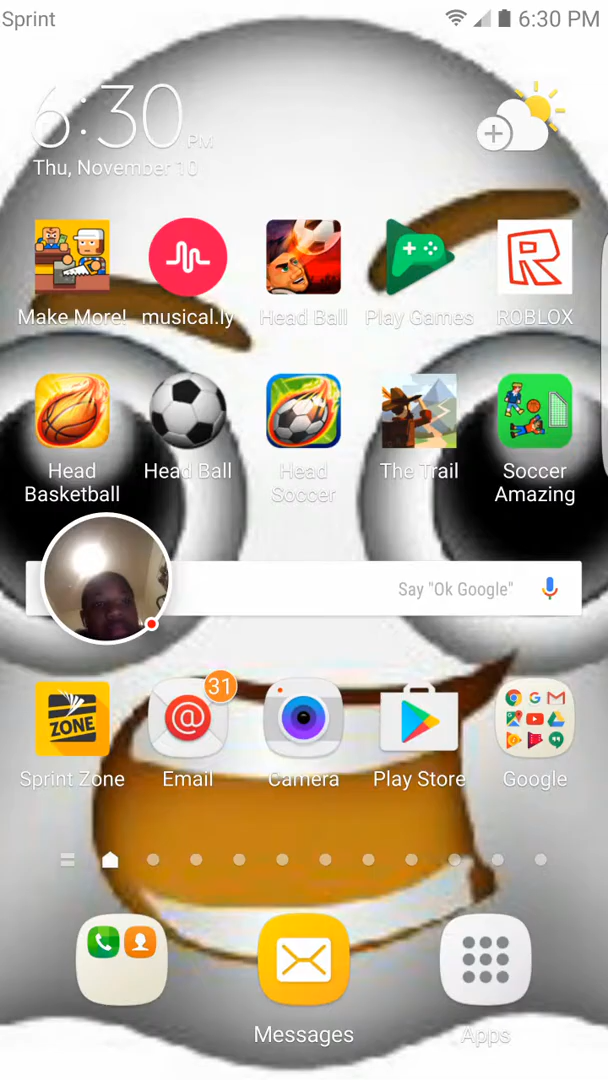 Sprint 6:30 PM
6:30 PM
Thu, November 10
Make More! musical.ly Head Ball Play Games ROBLOX
Head Basketball
Head Ball
Head Soccer
The Trail
Soccer Amazing
Say "Ok Google"
ZONE
31
Sprint Zone Email Camera Play Store Google
Messages Apps